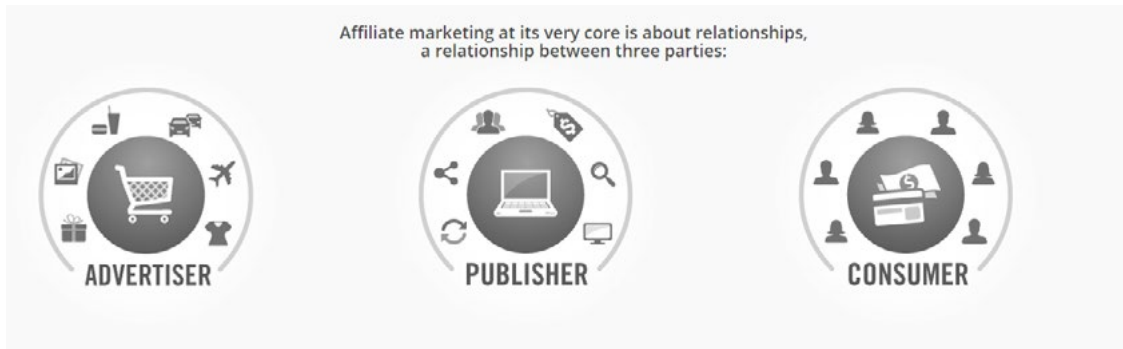 Affiliate marketing at its very core is about relationships,
a relationship between three parties:
ADVERTISER
PUBLISHER
CONSUMER